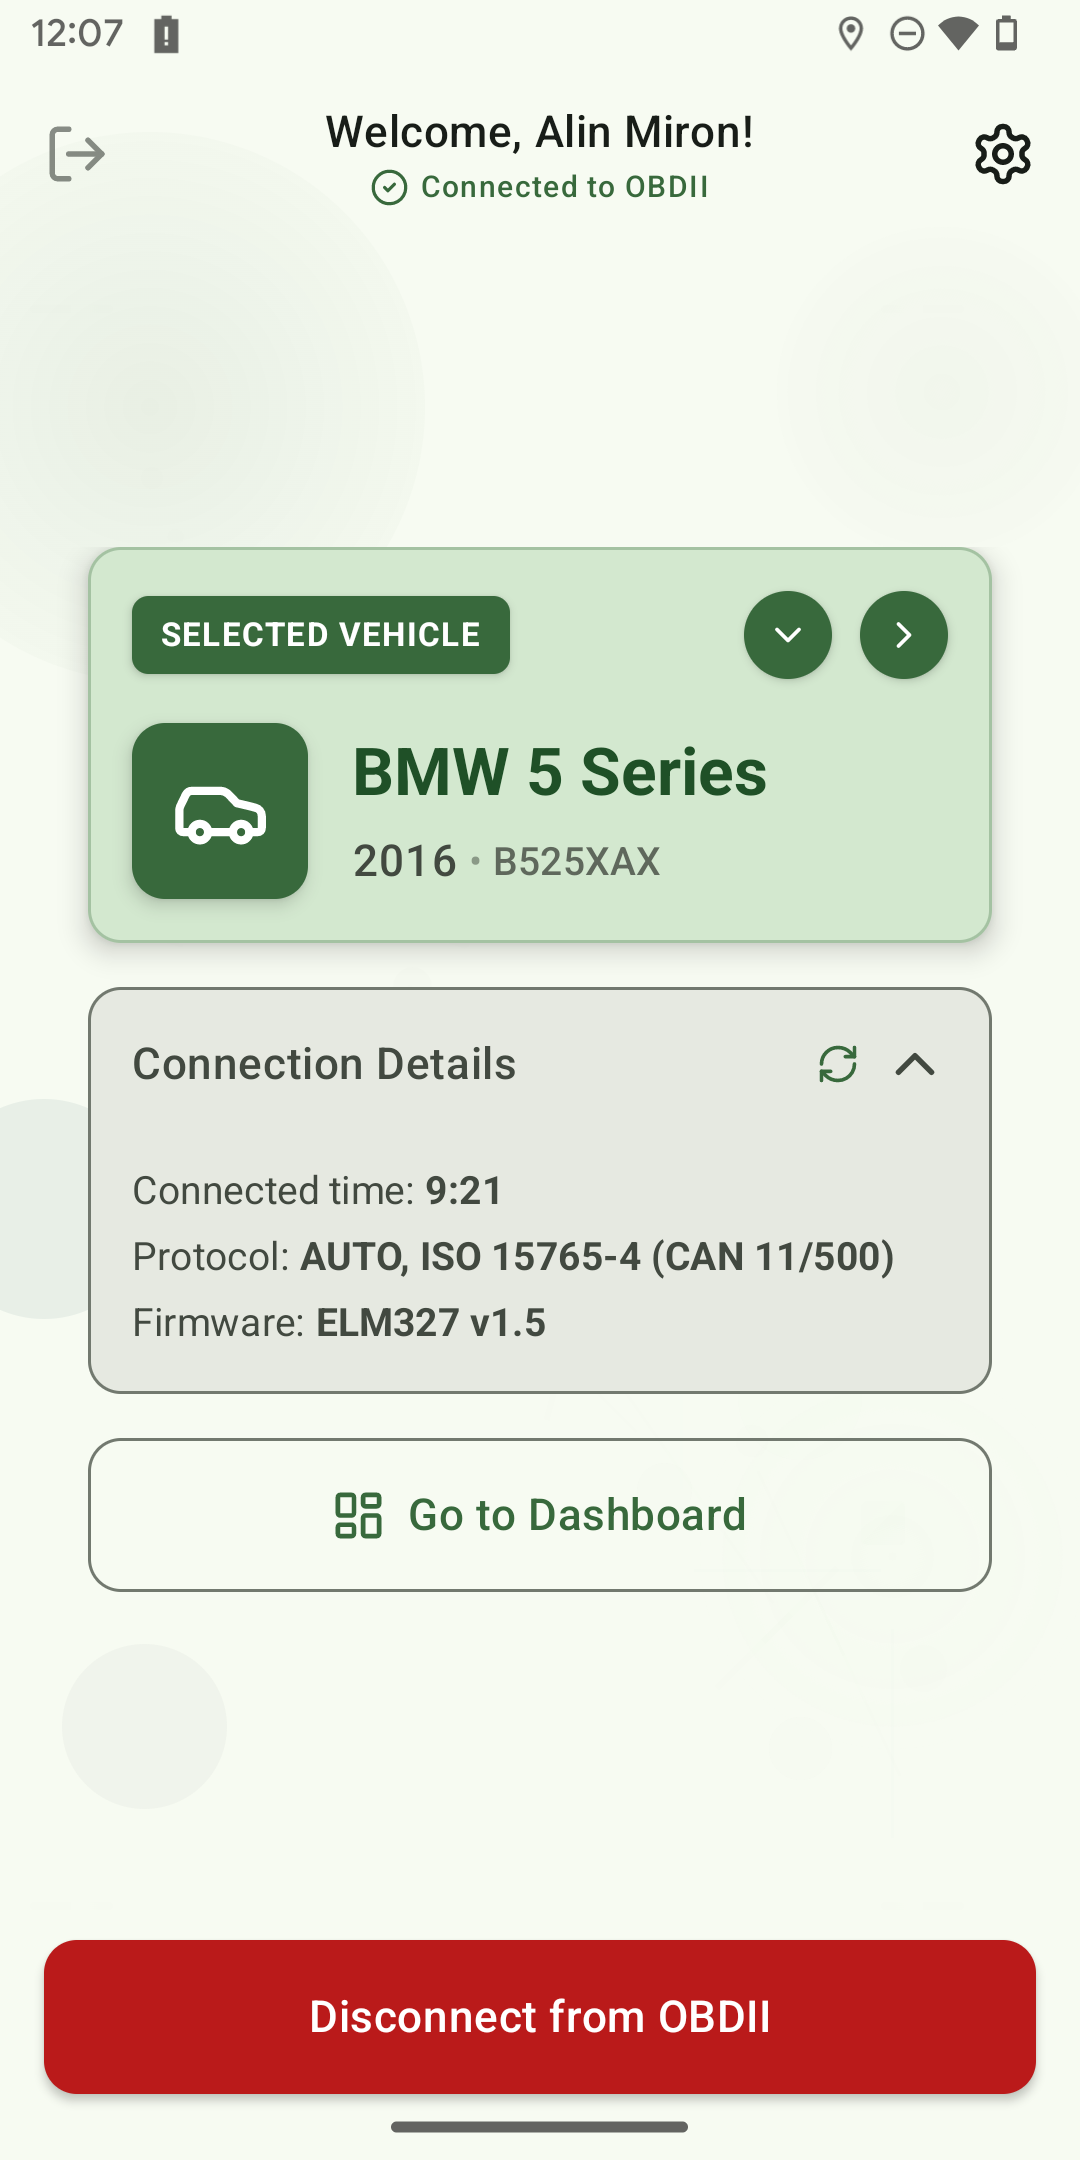 12:07
Welcome, Alin Miron!
Connected to OBDII
SELECTED VEHICLE
BMW 5 Series
2016 • B525XAX
Connection Details
Connected time: 9:21
Protocol: AUTO, ISO 15765-4 (CAN 11/500)
Firmware: ELM327 v1.5
Go to Dashboard
Disconnect from OBDII